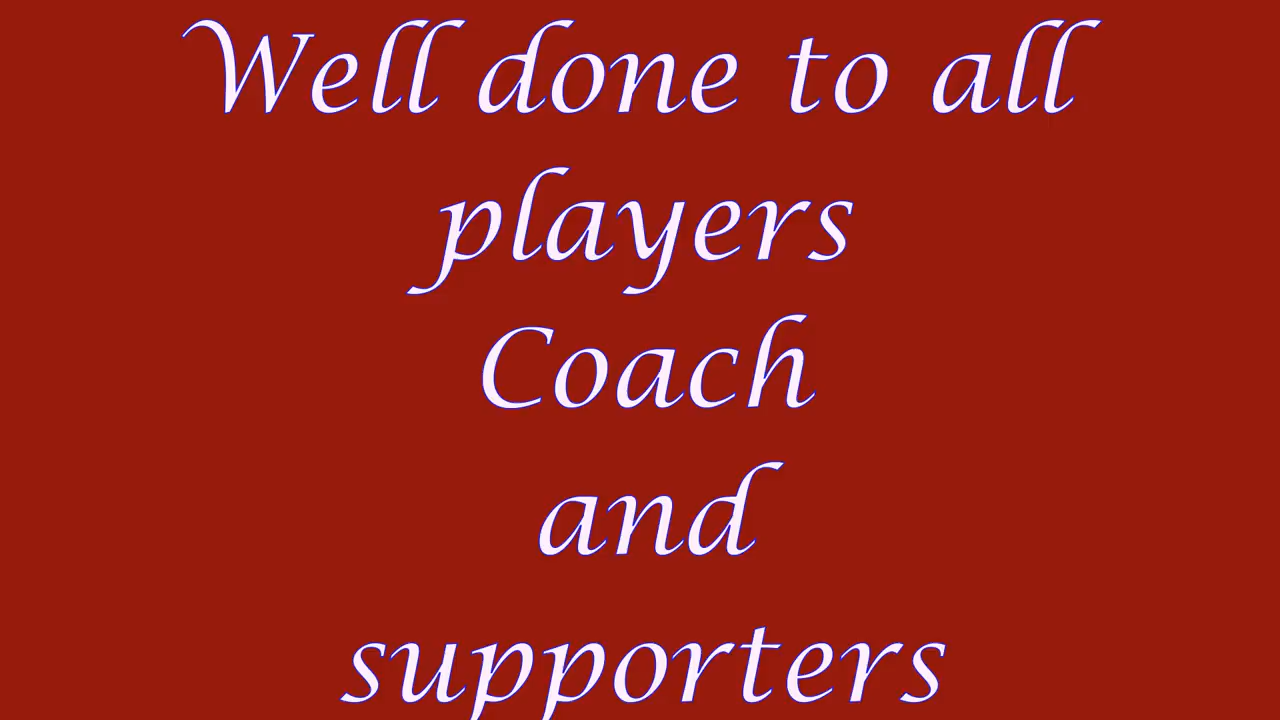 Well done to all
players
Coach
and
supporters